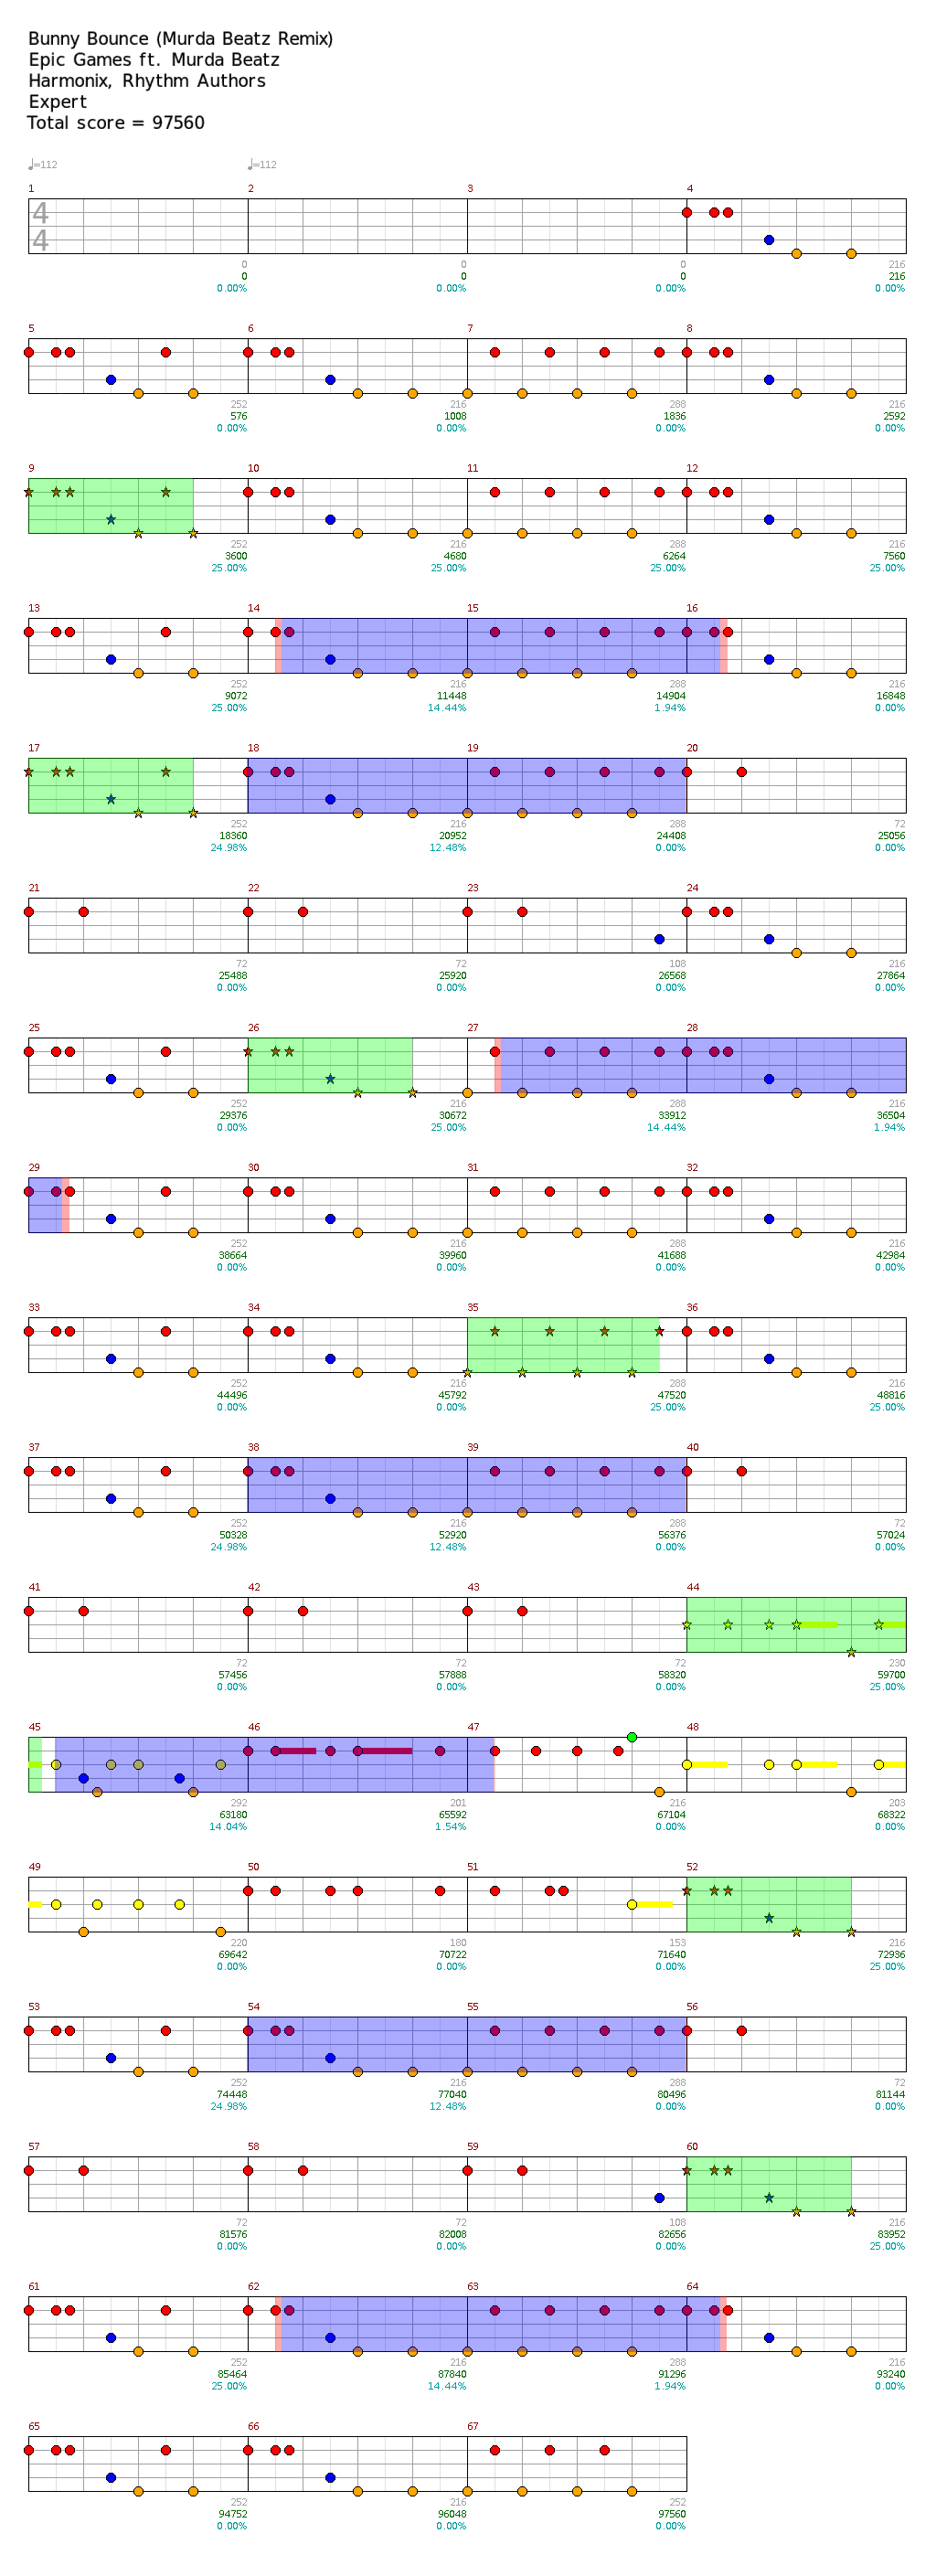 Bunny Bounce (Murda Beatz Remix)
Epic Games ft. Murda Beatz
Harmonix, Rhythm Authors
Expert
Total score = 97560
♩=112 ♩=112
1 2 3 4
4
4
0 0 0 216
0 0 0 216
0.00% 0.00% 0.00% 0.00%
5 6 7 8
252 216 288 216
576 1008 1836 2592
0.00% 0.00% 0.00% 0.00%
9 10 11 12
252 216 288 216
3600 4680 6264 7560
25.00% 25.00% 25.00% 25.00%
13 14 15 16
252 216 288 216
9072 11448 14904 16848
25.00% 14.44% 1.94% 0.00%
17 18 19 20
252 216 288 72
18360 20952 24408 25056
24.98% 12.48% 0.00% 0.00%
21 22 23 24
72 72 108 216
25488 25920 26568 27864
0.00% 0.00% 0.00% 0.00%
25 26 27 28
252 216 288 216
29376 30672 33912 36504
0.00% 25.00% 14.44% 1.94%
29 30 31 32
252 216 288 216
38664 39960 41688 42984
0.00% 0.00% 0.00% 0.00%
33 34 35 36
252 216 288 216
44496 45792 47520 48816
0.00% 0.00% 25.00% 25.00%
37 38 39 40
252 216 288 72
50328 52920 56376 57024
24.98% 12.48% 0.00% 0.00%
41 42 43 44
72 72 72 230
57456 57888 58320 59700
0.00% 0.00% 0.00% 25.00%
45 46 47 48
292 201 216 203
63180 65592 67104 68322
14.04% 1.54% 0.00% 0.00%
49 50 51 52
220 180 153 216
69642 70722 71640 72936
0.00% 0.00% 0.00% 25.00%
53 54 55 56
252 216 288 72
74448 77040 80496 81144
24.98% 12.48% 0.00% 0.00%
57 58 59 60
72 72 108 216
81576 82008 82656 83952
0.00% 0.00% 0.00% 25.00%
61 62 63 64
252 216 288 216
85464 87840 91296 93240
25.00% 14.44% 1.94% 0.00%
65 66 67
252 216 252
94752 96048 97560
0.00% 0.00% 0.00%